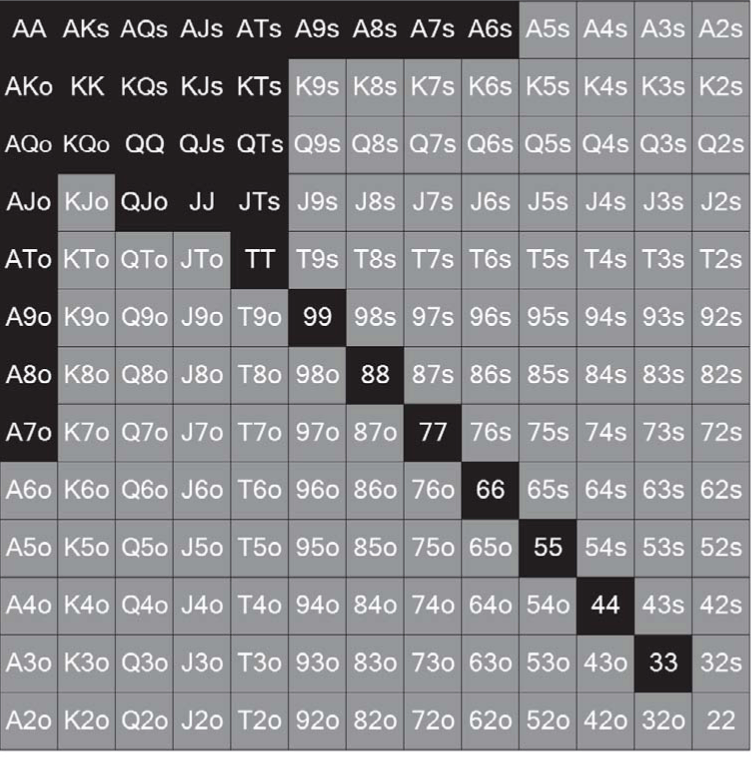 AA AKs AQs AJs ATs A9s A8s A7s A6s A5s A4s A3s A2s
AKo KK KQs KJs KTs K9s K8s K7s K6s K5s K4s K3s K2s
AQo KQo QQ QJs QTs Q9s Q8s Q7s Q6s Q5s Q4s Q3s Q2s
AJo KJo QJo JJ JTs J9s J8s J7s J6s J5s J4s J3s J2s
ATo KTo QTo JTo TT T9s T8s T7s T6s T5s T4s T3s T2s
A9o K9o Q9o J9o T9o 99 98s 97s 96s 95s 94s 93s 92s
A8o K8o Q8o J8o T8o 98o 88 87s 86s 85s 84s 83s 82s
A7o K7o Q7o J7o T7o 97o 87o 77 76s 75s 74s 73s 72s
A6o K6o Q6o J6o T6o 96o 86o 76o 66 65s 64s 63s 62s
A5o K5o Q5o J5o T5o 95o 85o 75o 65o 55 54s 53s 52s
A4o K4o Q4o J4o T4o 94o 84o 74o 64o 54o 44 43s 42s
A3o K3o Q3o J3o T3o 93o 83o 73o 63o 53o 43o 33 32s
A2o K2o Q2o J2o T2o 92o 82o 72o 62o 52o 42o 32o 22